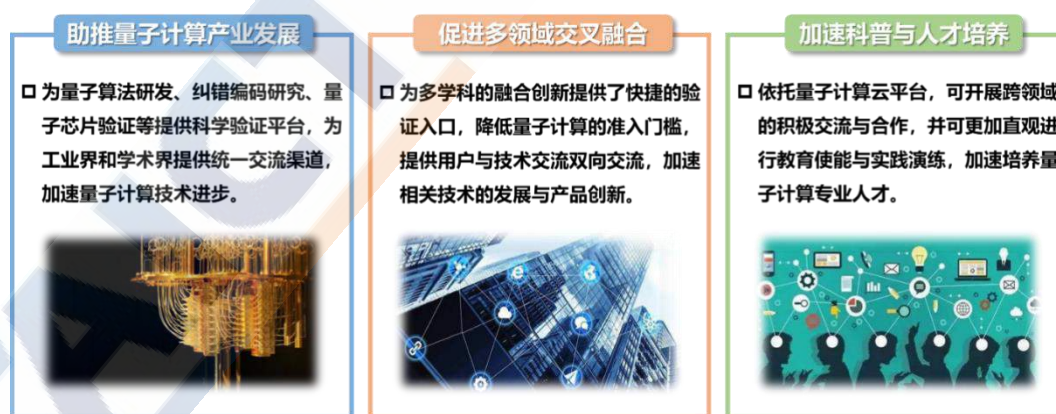 助推量子计算产业发展
为量子算法研发、纠错编码研究、量
子芯片验证等提供科学验证平台，为
工业界和学术界提供统一交流渠道，
加速量子计算技术进步。
促进多领域交叉融合
为多学科的融合创新提供了快捷的验
证入口，降低量子计算的准入门槛，
提供用户与技术交流双向交流，加速
相关技术的发展与产品创新。
加速科普与人才培养
依托量子计算云平台，可开展跨领域
的积极交流与合作，并可更加直观进
行教育使能与实践演练，加速培养量
子计算专业人才。